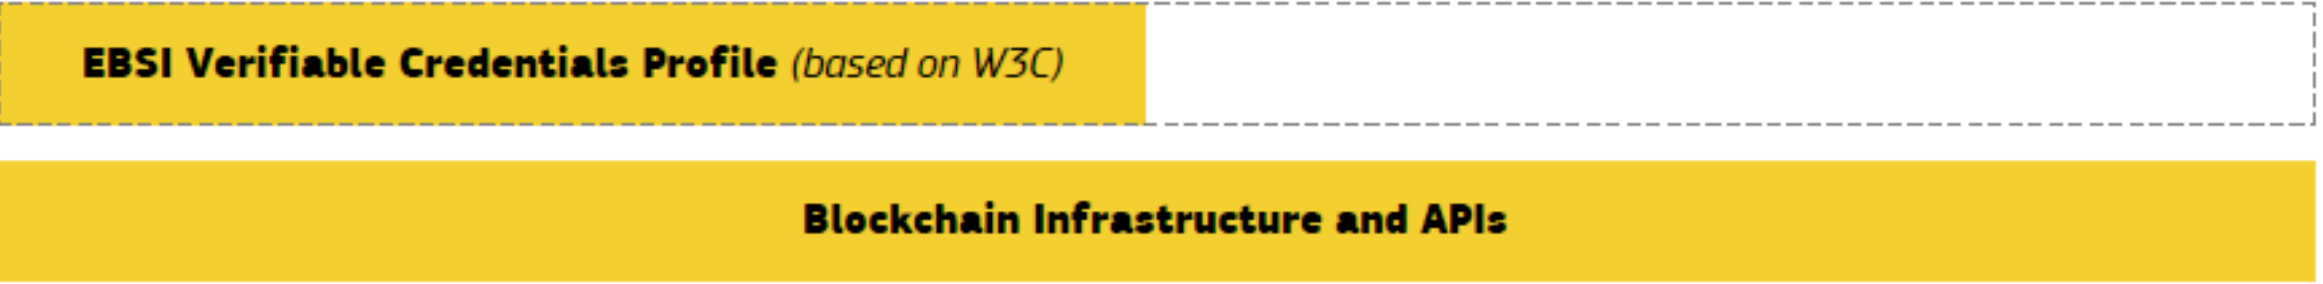 EBSI Verifiable Credentials Profile (based on W3C)
Blockchain Infrastructure and APIs